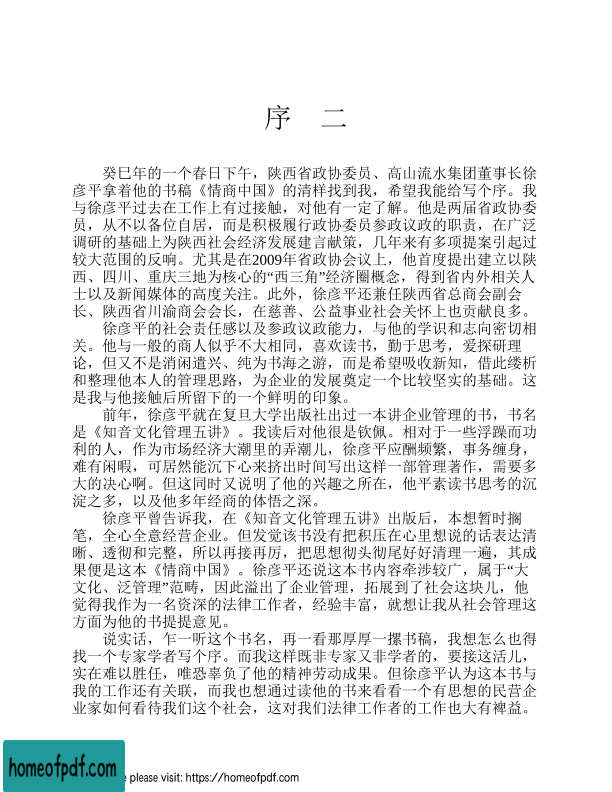 序 二
癸巳年的一个春日下午，陕西省政协委员、高山流水集团董事长徐
彦平拿着他的书稿《情商中国》的清样找到我，希望我能给写个序。我
与徐彦平过去在工作上有过接触，对他有一定了解。他是两届省政协委
员，从不以备位自居，而是积极履行政协委员参政议政的职责，在广泛
调研的基础上为陕西社会经济发展建言献策，几年来有多项提案引起过
较大范围的反响。尤其是在2009年省政协会议上，他首度提出建立以陕
西、四川、重庆三地为核心的“西三角”经济圈概念，得到省内外相关人
士以及新闻媒体的高度关注。此外，徐彦平还兼任陕西省总商会副会
长、陕西省川渝商会会长，在慈善、公益事业社会关怀上也贡献良多。
徐彦平的社会责任感以及参政议政能力，与他的学识和志向密切相
关。他与一般的商人似乎不大相同，喜欢读书，勤于思考，爱探研理
论，但又不是消闲遣兴、纯为书海之游，而是希望吸收新知，借此缕析
和整理他本人的管理思路，为企业的发展奠定一个比较坚实的基础。这
是我与他接触后所留下的一个鲜明的印象。
前年，徐彦平就在复旦大学出版社出过一本讲企业管理的书，书名
是《知音文化管理五讲》。我读后对他很是钦佩。相对于一些浮躁而功
利的人，作为市场经济大潮里的弄潮儿，徐彦平应酬频繁，事务缠身，
难有闲暇，可居然能沉下心来挤出时间写出这样一部管理著作，需要多
大的决心啊。但这同时又说明了他的兴趣之所在，他平素读书思考的沉
淀之多，以及他多年经商的体悟之深。
徐彦平曾告诉我，在《知音文化管理五讲》出版后，本想暂时搁
笔，全心全意经营企业。但发觉该书没有把积压在心里想说的话表达清
晰、透彻和完整，所以再接再厉，把思想彻头彻尾好好清理一遍，其成
果便是这本《情商中国》。徐彦平还说这本书内容牵涉较广，属于“大
文化、泛管理”范畴，因此溢出了企业管理，拓展到了社会这块儿，他
觉得我作为一名资深的法律工作者，经验丰富，就想让我从社会管理这
方面为他的书提提意见。
说实话，乍一听这个书名，再一看那厚厚一摞书稿，我想怎么也得
找一个专家学者写个序。而我这样既非专家又非学者的，要接这活儿，
实在难以胜任，唯恐辜负了他的精神劳动成果。但徐彦平认为这本书与
我的工作还有关联，而我也想通过读他的书来看看一个有思想的民营企
业家如何看待我们这个社会，这对我们法律工作者的工作也大有裨益。
homeofpdf.com
please visit: https://homeofpdf.com